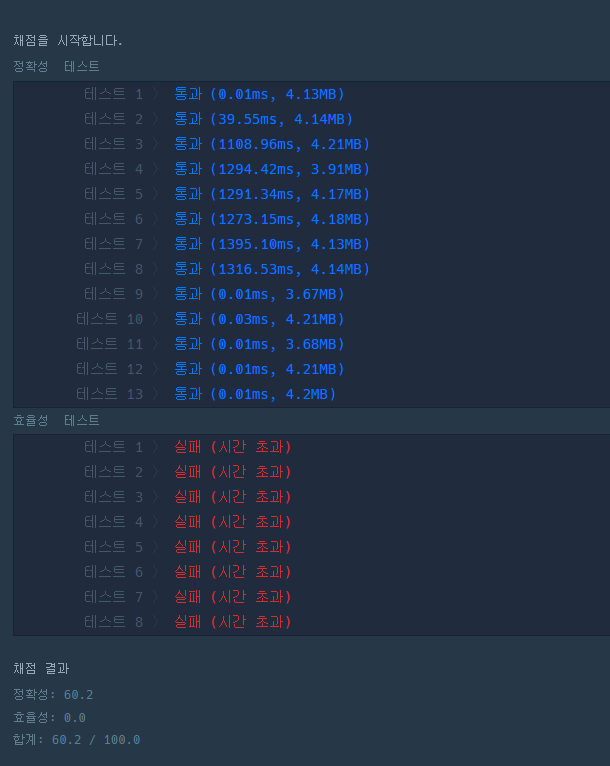 채점을 시작합니다.
정확성 테스트
테스트 1 〉 통과 (0.01ms, 4.13MB)
테스트 2 〉 통과 (39.55ms, 4.14MB)
테스트 3 〉 통과 (1108.96ms, 4.21MB)
테스트 4 〉 통과 (1294.42ms, 3.91MB)
테스트 5 〉 통과 (1291.34ms, 4.17MB)
테스트 6 〉 통과 (1273.15ms, 4.18MB)
테스트 7 〉 통과 (1395.10ms, 4.13MB)
테스트 8 〉 통과 (1316.53ms, 4.14MB)
테스트 9 〉 통과 (0.01ms, 3.67MB)
테스트 10 〉 통과 (0.03ms, 4.21MB)
테스트 11 〉 통과 (0.01ms, 3.68MB)
테스트 12 〉 통과 (0.01ms, 4.21MB)
테스트 13 〉 통과 (0.01ms, 4.2MB)
효율성 테스트
테스트 1 〉 실패 (시간 초과)
테스트 2 〉 실패 (시간 초과)
테스트 3 〉 실패 (시간 초과)
테스트 4 〉 실패 (시간 초과)
테스트 5 〉 실패 (시간 초과)
테스트 6 〉 실패 (시간 초과)
테스트 7 〉 실패 (시간 초과)
테스트 8 〉 실패 (시간 초과)
채점 결과
정확성: 60.2
효율성: 0.0
합계: 60.2 / 100.0